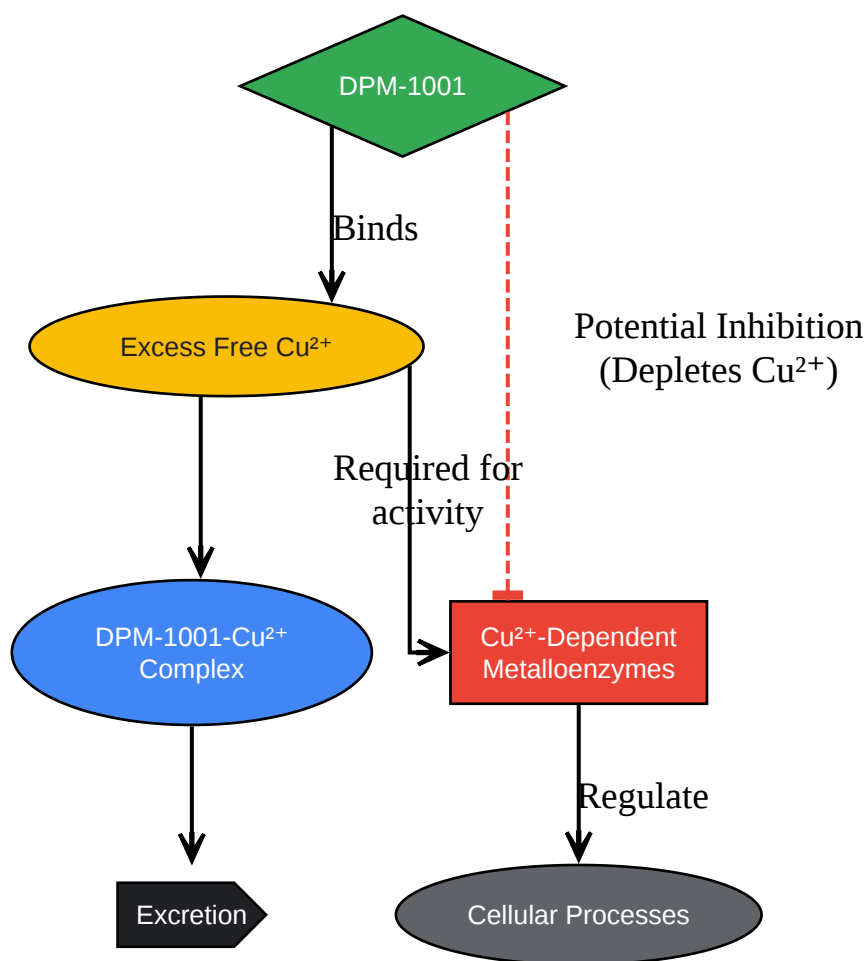 DPM-1001
Binds
Potential Inhibition
(Depletes Cu²⁺)
Excess Free Cu²⁺
Required for
activity
DPM-1001-Cu²⁺
Complex
Cu²⁺-Dependent
Metalloenzymes
Regulate
Excretion
Cellular Processes